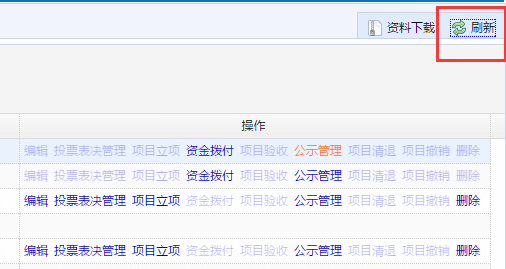 资料下载 刷新
操作
编辑 投票表决管理 项目立项 资金拨付 项目验收 公示管理 项目清退 项目撤销 删除
编辑 投票表决管理 项目立项 资金拨付 项目验收 公示管理 项目清退 项目撤销 删除
编辑 投票表决管理 项目立项 资金拨付 项目验收 公示管理 项目清退 项目撤销 删除
编辑 投票表决管理 项目立项 资金拨付 项目验收 公示管理 项目清退 项目撤销 删除